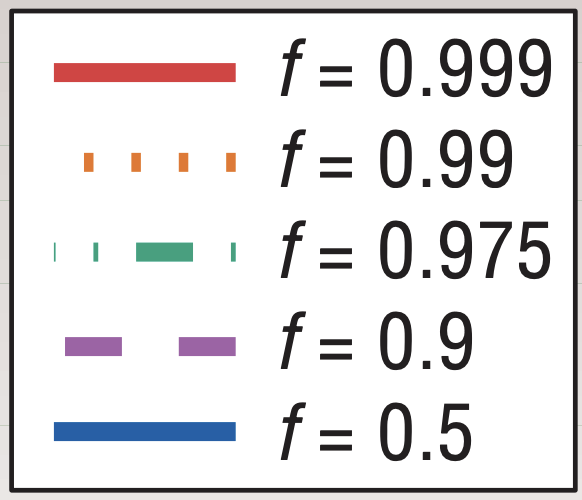 f = 0.999
f = 0.99
f = 0.975
f = 0.9
f = 0.5